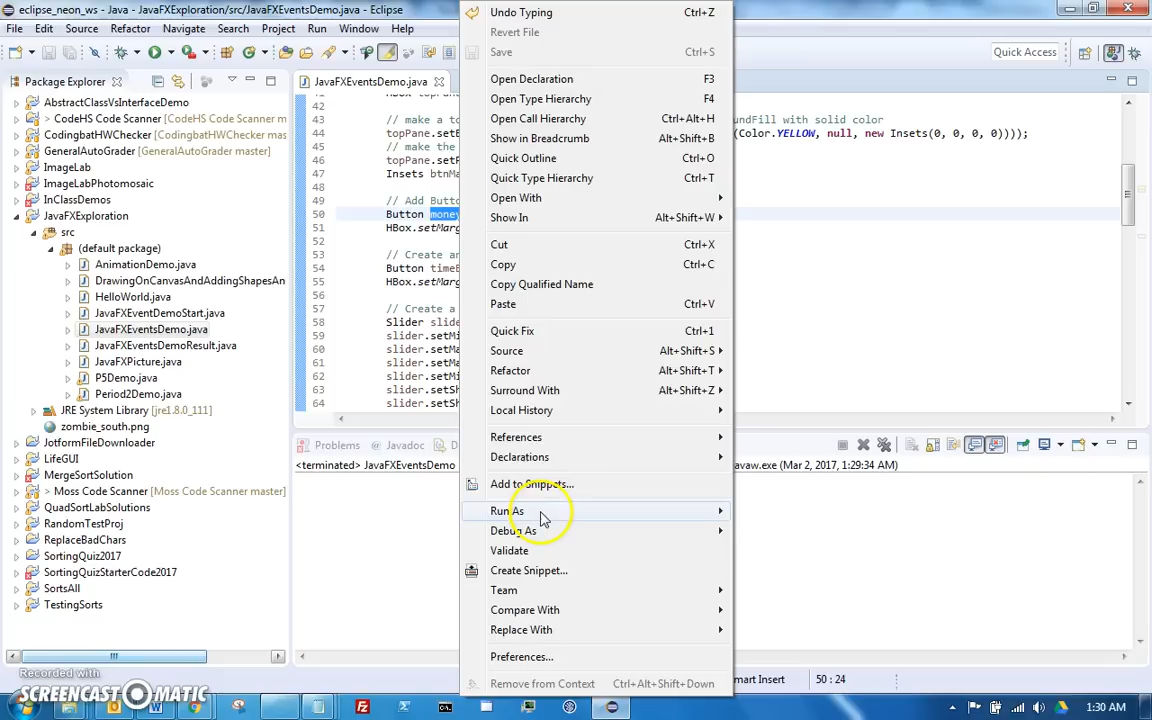 eclipse_neon_ws - Java - JavaFXExploration/src/JavaFXEventsDemo.java - Eclipse
File Edit Source Refactor Navigate Search Project Run Window Help
Quick Access
Package Explorer
AbstractClassVsInterfaceDemo
> CodeHS Code Scanner [CodeHS Code Scanner
CodingbatHWChecker [CodingbatHWChecker mas
GeneralAutoGrader [GeneralAutoGrader master]
ImageLab
ImageLabPhotomosaic
InClassDemos
JavaFXExploration
src
(default package)
AnimationDemo.java
DrawingOnCanvasAndAddingShapesAn
HelloWorld.java
JavaFXEventDemoStart.java
JavaFXEventsDemo.java
JavaFXEventsDemoResult.java
JavaFXPicture.java
P5Demo.java
Period2Demo.java
JRE System Library [jre1.8.0_111]
zombie_south.png
JotformFileDownloader
LifeGUI
MergeSortSolution
> Moss Code Scanner [Moss Code Scanner master]
QuadSortLabSolutions
RandomTestProj
ReplaceBadChars
SortingQuiz2017
SortingQuizStarterCode2017
SortsAll
TestingSorts
JavaFXEventsDemo.java
42
43 // make a to
undFill with solid color
44 topPane.setB
(Color.YELLOW, null, new Insets(0, 0, 0, 0))));
45 // make the
46 topPane.setP
47 Insets btnMa
48
49 // Add Butto
50 Button money
51 HBox.setMarg
52
53 // Create an
54 Button timeB
55 HBox.setMarg
56
57 // Create a
58 Slider slide
59 slider.setMi
60 slider.setMa
61 slider.setMa
62 slider.setMi
63 slider.setSh
64 slider.setSh
Undo Typing Ctrl+Z
Revert File
Save Ctrl+S
Open Declaration F3
Open Type Hierarchy F4
Open Call Hierarchy Ctrl+Alt+H
Show in Breadcrumb Alt+Shift+B
Quick Outline Ctrl+O
Quick Type Hierarchy Ctrl+T
Open With
Show In Alt+Shift+W
Cut Ctrl+X
Copy Ctrl+C
Copy Qualified Name
Paste Ctrl+V
Quick Fix Ctrl+1
Source Alt+Shift+S
Refactor Alt+Shift+T
Surround With Alt+Shift+Z
Local History
References
Declarations
Add to Snippets...
Run As
Debug As
Validate
Create Snippet...
Team
Compare With
Replace With
Preferences...
Remove from Context Ctrl+Alt+Shift+Down
Problems Javadoc D
<terminated> JavaFXEventsDemo
avaw.exe (Mar 2, 2017, 1:29:34 AM)
mart Insert 50 : 24
Recorded with
SCREENCAST MATIC
1:30 AM